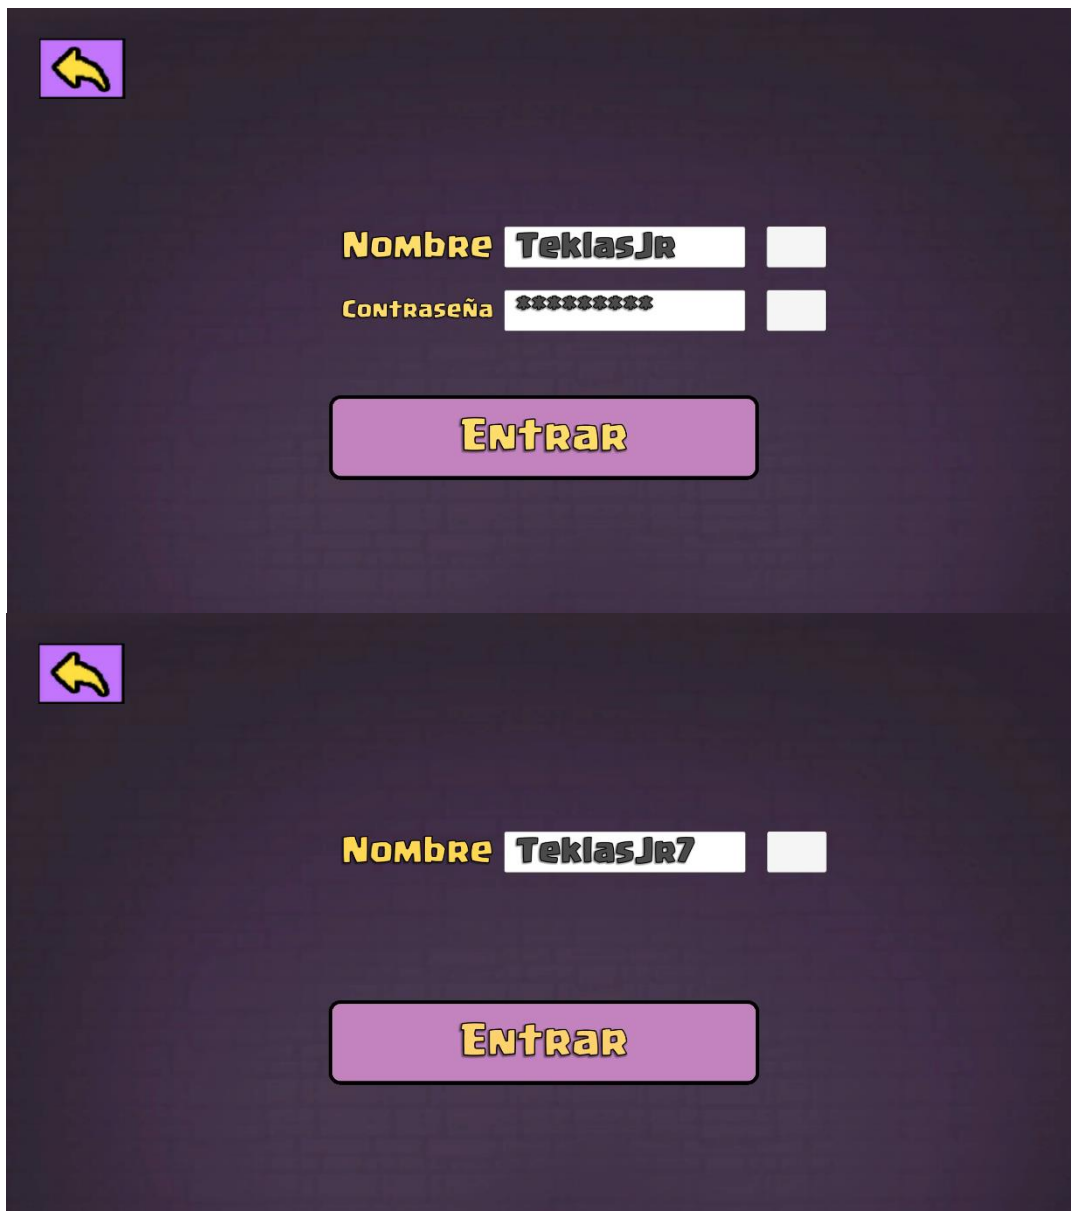 Nombre TeklasJr
Contraseña *********
Entrar
Nombre TeklasJr7
Entrar